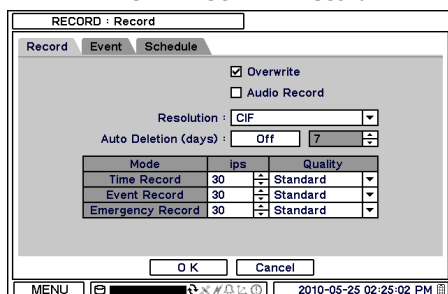 RECORD : Record
Record Event Schedule
Overwrite
Audio Record
Resolution : CIF
Auto Deletion (days) : Off 7
Mode ips Quality
Time Record 30 Standard
Event Record 30 Standard
Emergency Record 30 Standard
OK Cancel
MENU 2010-05-25 02:25:02 PM